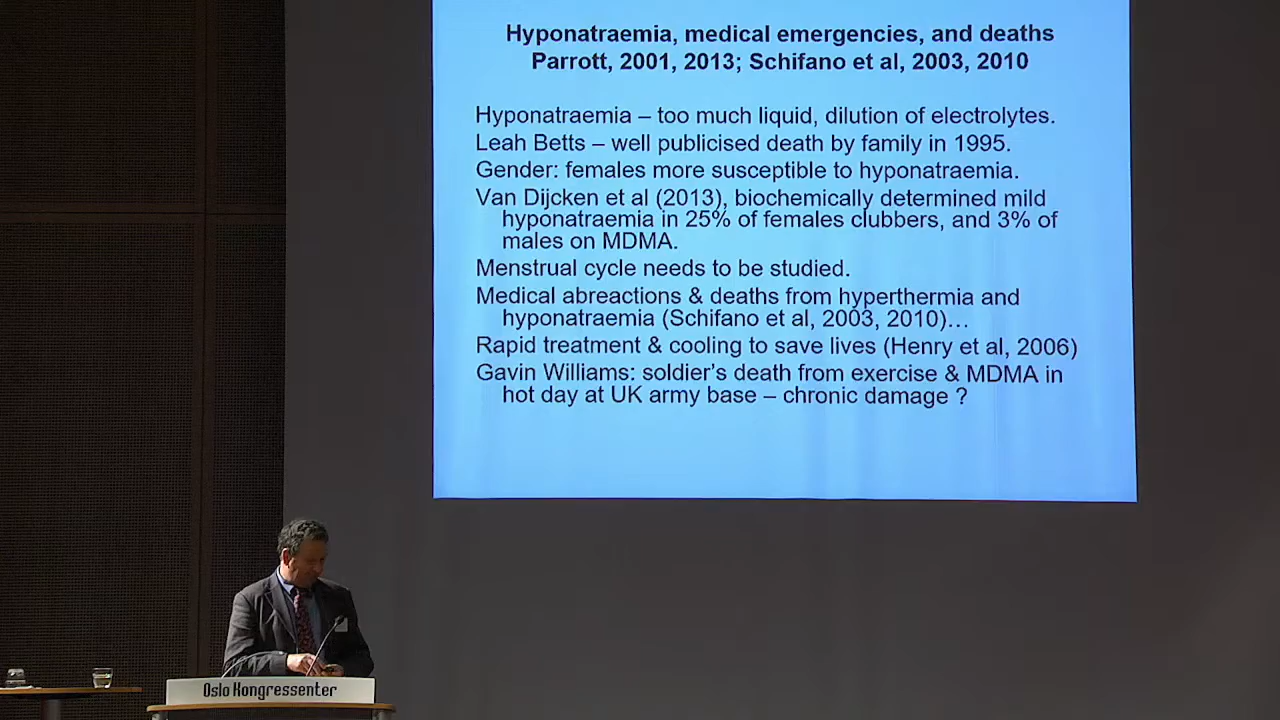 Hyponatraemia, medical emergencies, and deaths
Parrott, 2001, 2013; Schifano et al, 2003, 2010
Hyponatraemia – too much liquid, dilution of electrolytes.
Leah Betts – well publicised death by family in 1995.
Gender: females more susceptible to hyponatraemia.
Van Dijcken et al (2013), biochemically determined mild
hyponatraemia in 25% of females clubbers, and 3% of
males on MDMA.
Menstrual cycle needs to be studied.
Medical abreactions & deaths from hyperthermia and
hyponatraemia (Schifano et al, 2003, 2010)…
Rapid treatment & cooling to save lives (Henry et al, 2006)
Gavin Williams: soldier's death from exercise & MDMA in
hot day at UK army base – chronic damage ?
Oslo Kongressenter